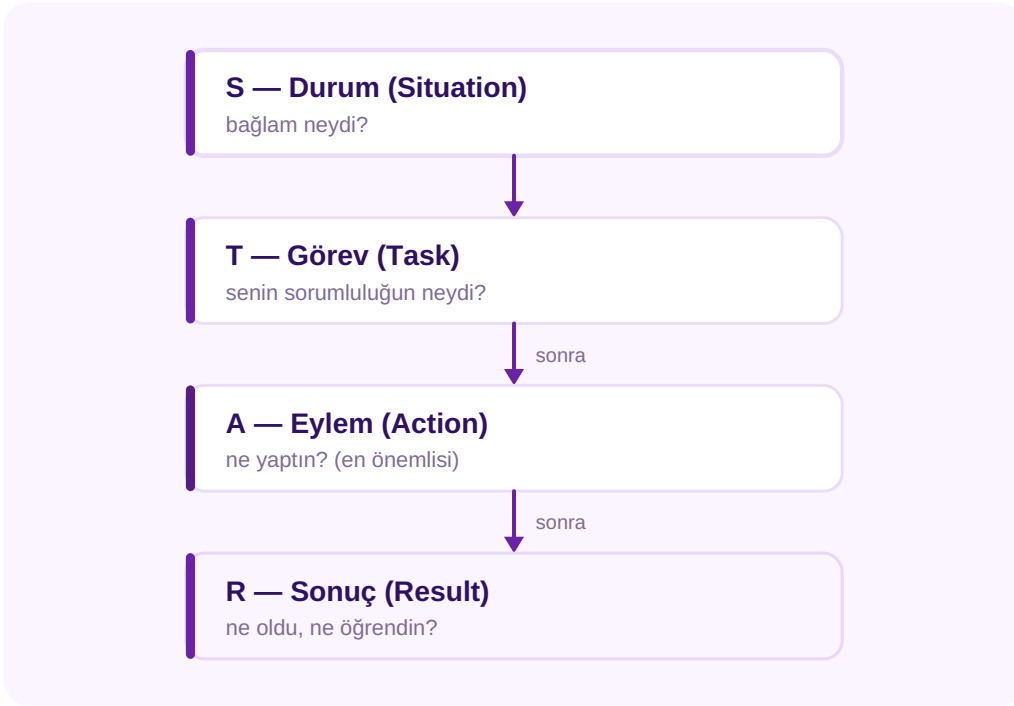 S — Durum (Situation)
bağlam neydi?
T — Görev (Task)
senin sorumluluğun neydi?
sonra
A — Eylem (Action)
ne yaptın? (en önemlisi)
sonra
R — Sonuç (Result)
ne oldu, ne öğrendin?